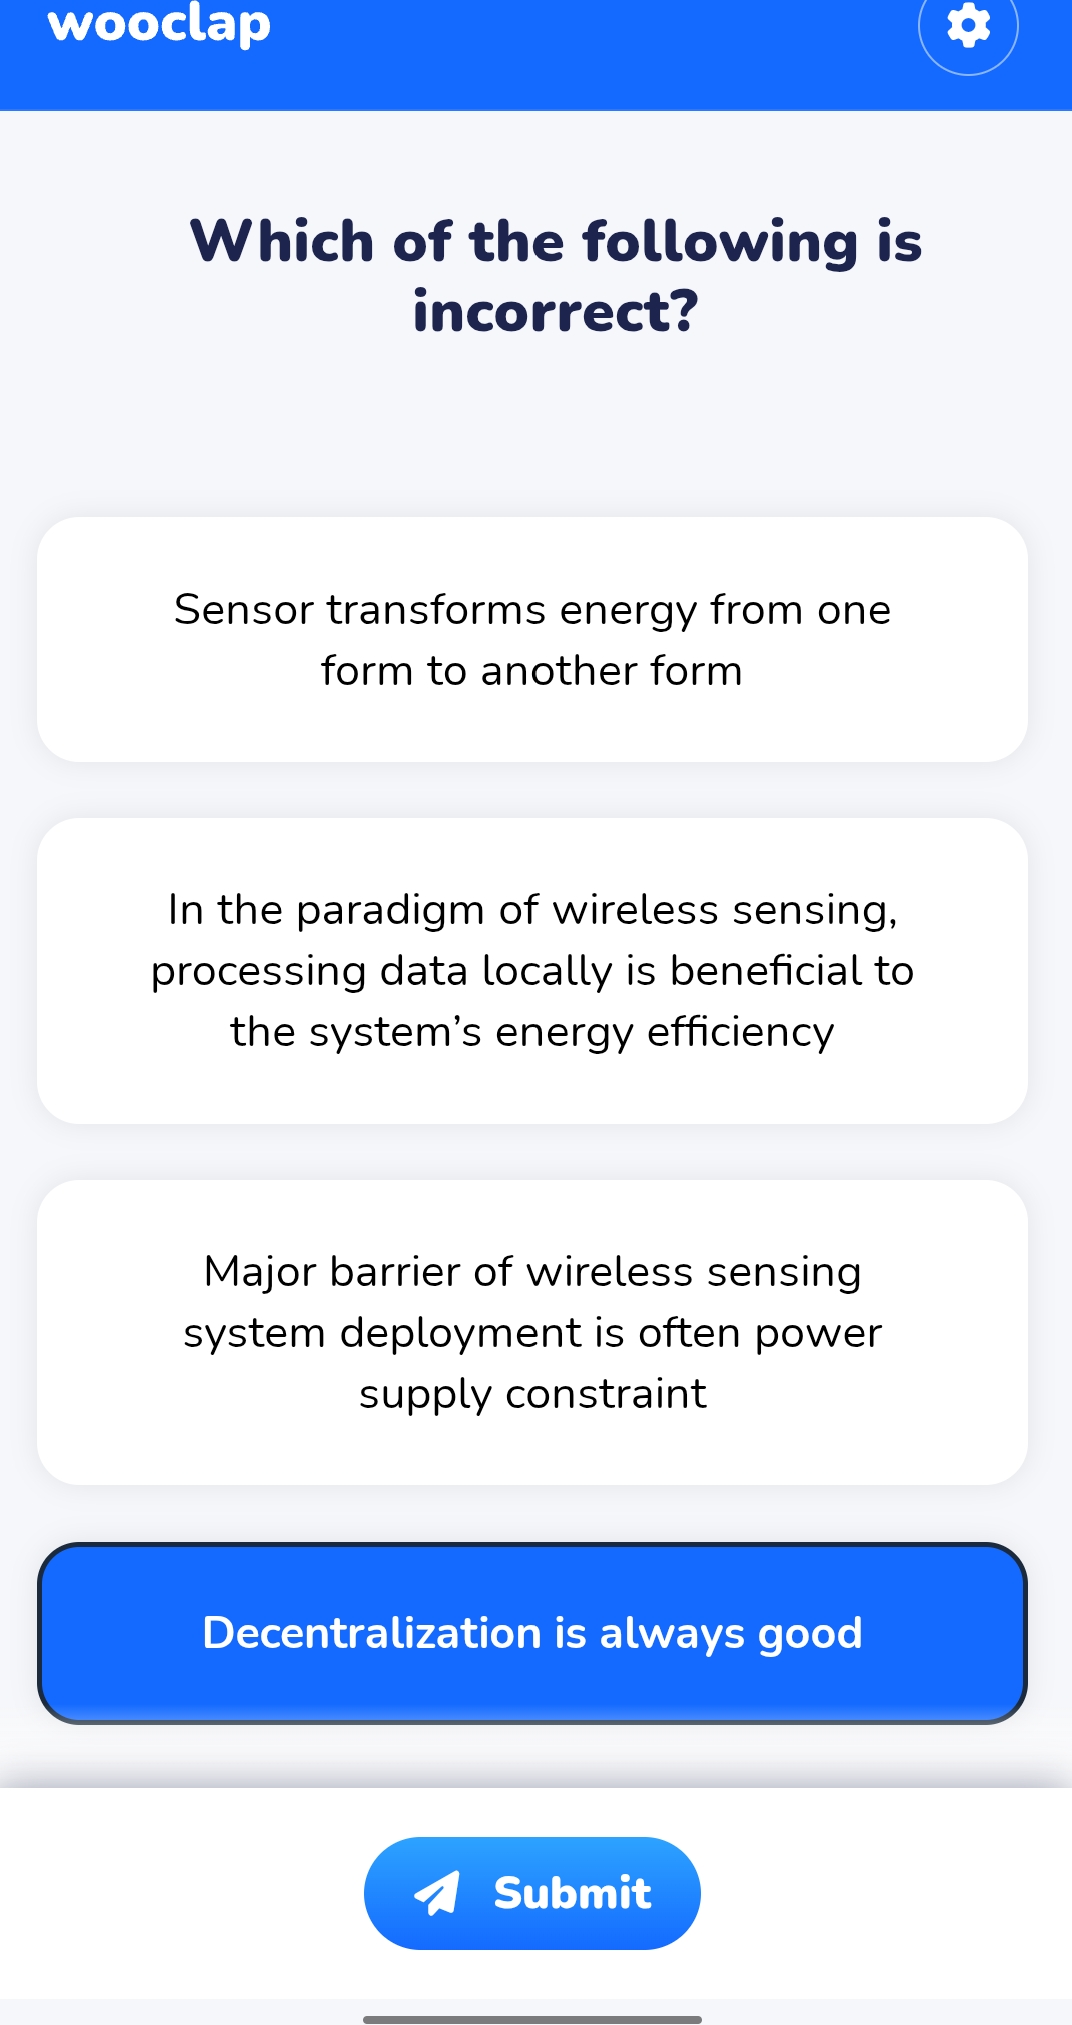 wooclap
Which of the following is
incorrect?
Sensor transforms energy from one
form to another form
In the paradigm of wireless sensing,
processing data locally is beneficial to
the system’s energy efficiency
Major barrier of wireless sensing
system deployment is often power
supply constraint
Decentralization is always good
Submit